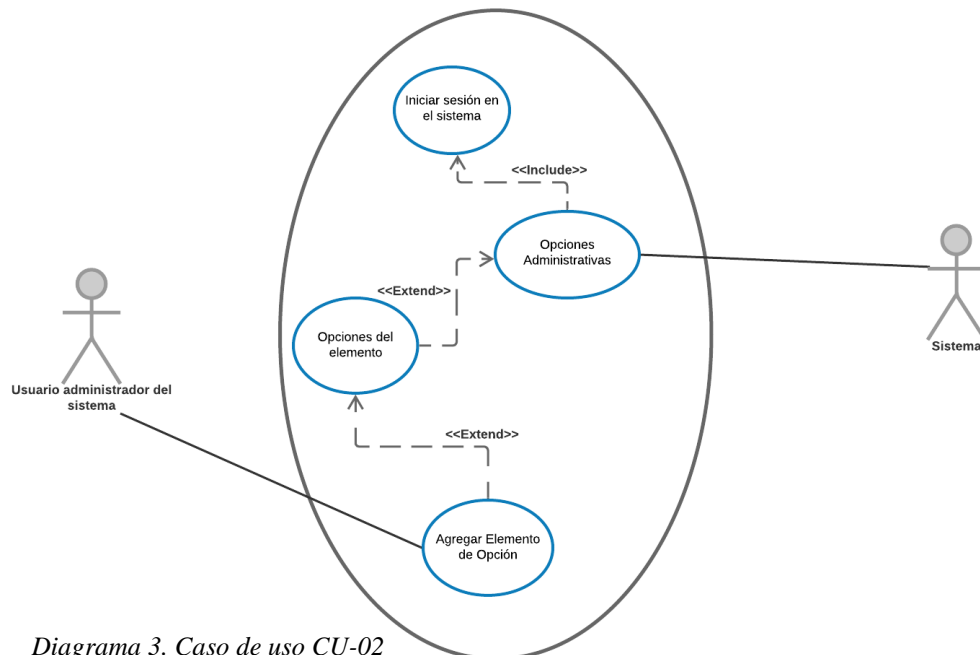 Iniciar sesión en
el sistema
<<Include>>
Opciones
Administrativas
<<Extend>>
Opciones del
elemento
Sistema
Usuario administrador del
sistema
<<Extend>>
Agregar Elemento
de Opción
Diagrama 3. Caso de uso CU-02